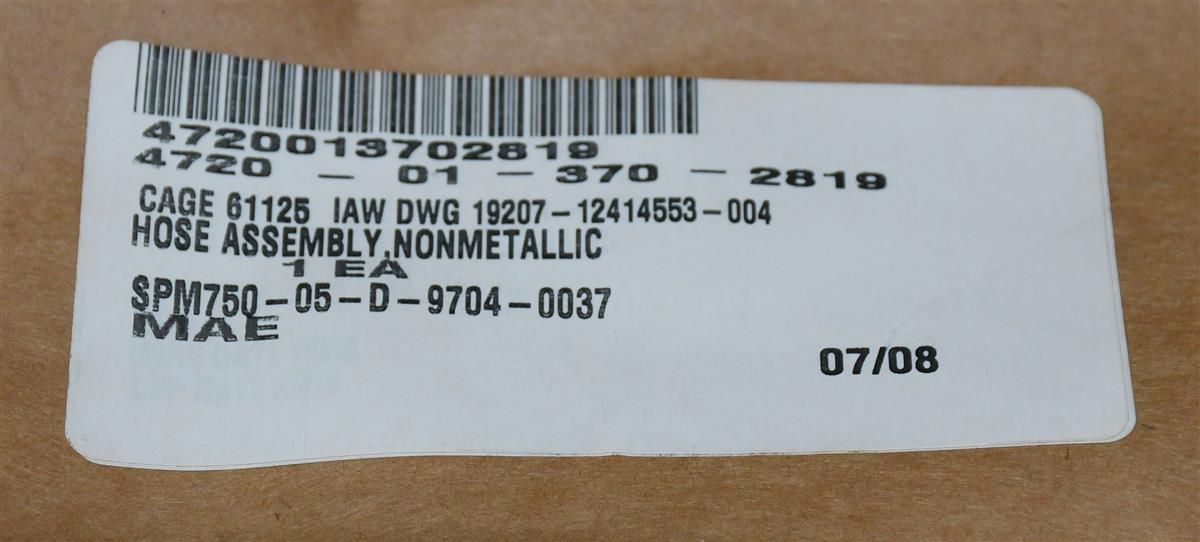 4720013702819
4720 - 01 - 370 - 2819
CAGE 61125 IAW DWG 19207-12414553-004
HOSE ASSEMBLY,NONMETALLIC
1 EA
SPM750-05-D-9704-0037
MAE
07/08